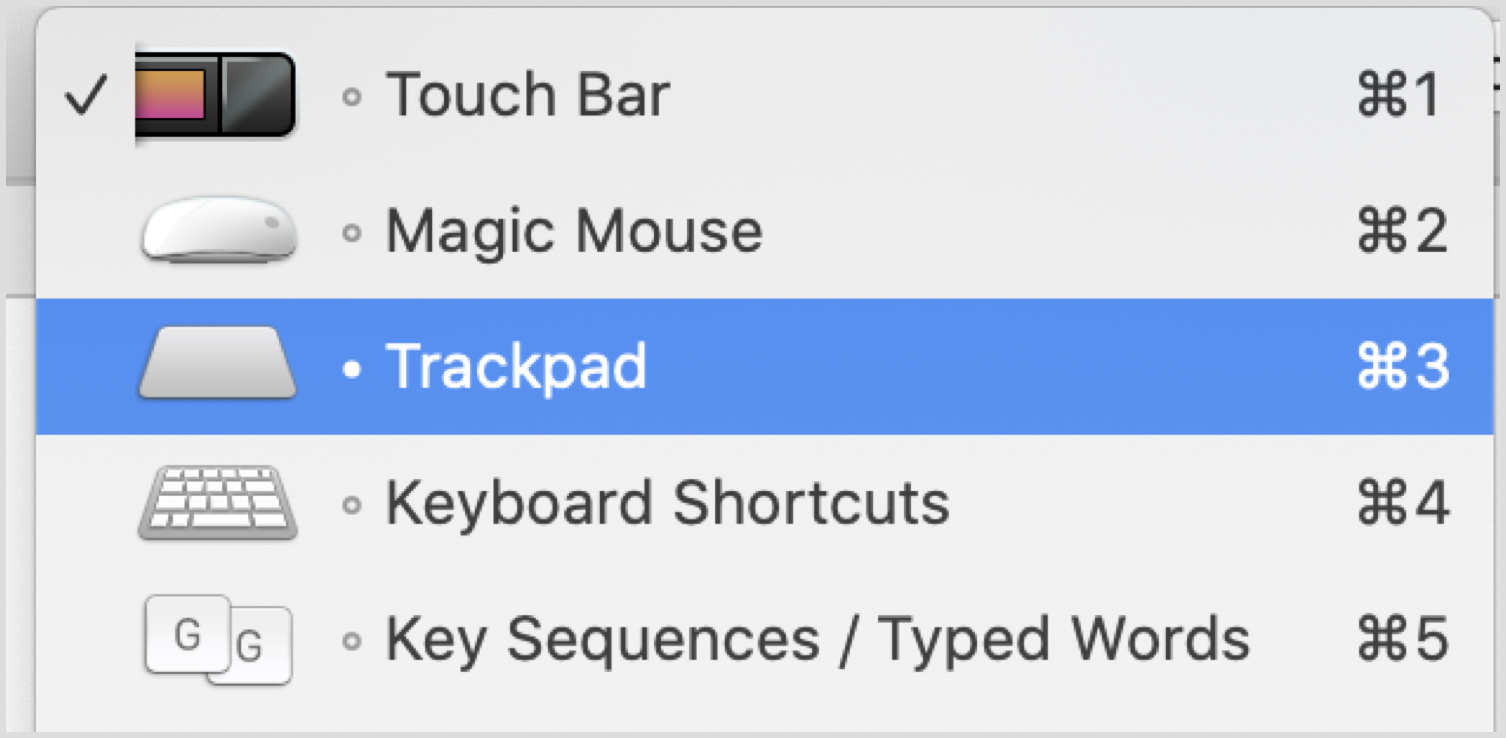 ✓ ◦ Touch Bar ⌘1
◦ Magic Mouse ⌘2
• Trackpad ⌘3
◦ Keyboard Shortcuts ⌘4
G G ◦ Key Sequences / Typed Words ⌘5